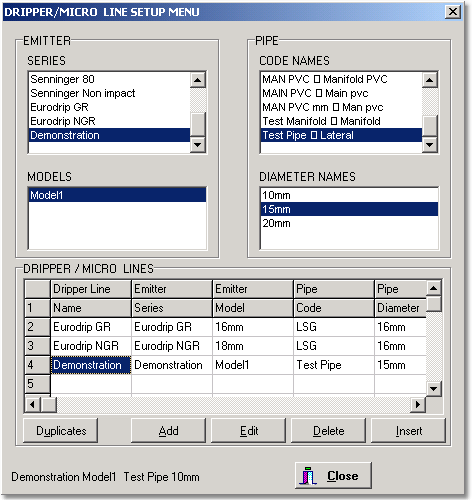 DRIPPER/MICRO LINE SETUP MENU
EMITTER
SERIES
Senninger 80
Senninger Non impact
Eurodrip GR
Eurodrip NGR
Demonstration
MODELS
Model1
PIPE
CODE NAMES
MAN PVC ▯ Manifold PVC
MAIN PVC ▯ Main pvc
MAN PVC mm ▯ Man pvc
Test Manifold ▯ Manifold
Test Pipe ▯ Lateral
DIAMETER NAMES
10mm
15mm
20mm
DRIPPER / MICRO LINES
Dripper Line Emitter Emitter Pipe Pipe
1 Name Series Model Code Diameter
2 Eurodrip GR Eurodrip GR 16mm LSG 16mm
3 Eurodrip NGR Eurodrip NGR 18mm LSG 16mm
4 Demonstration Demonstration Model1 Test Pipe 15mm
5
Duplicates Add Edit Delete Insert
Demonstration Model1 Test Pipe 10mm
Close